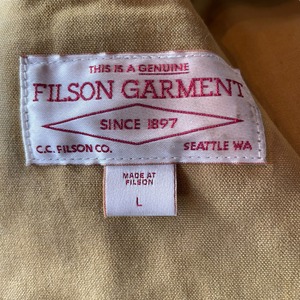 THIS IS A GENUINE
FILSON GARMENT
SINCE 1897
C.C. FILSON CO. SEATTLE WA
MADE AT
FILSON
L